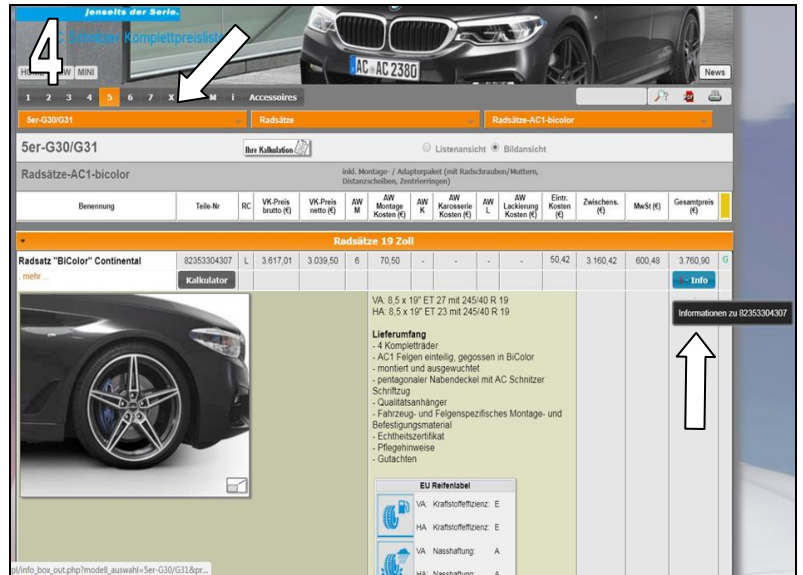 jenseits der Serie.
4
AC Schnitzer Komplettpreisliste
AC AC 2380
MINI
News
1 2 3 4 5 6 7 X M i Accessoires
5er-G30/G31 Radsätze Radsätze-AC1-bicolor
5er-G30/G31 Ihre Kalkulation Listenansicht Bildansicht
Radsätze-AC1-bicolor inkl. Montage- / Adapterpaket (mit Radschrauben/Muttern,
Distanzscheiben, Zentrierringen)
Benennung Teile-Nr RC VK-Preis brutto (€) VK-Preis netto (€) AW M AW Montage Kosten (€) AW K AW Karosserie Kosten (€) AW L AW Lackierung Kosten (€) Eintr. Kosten (€) Zwischens. (€) MwSt (€) Gesamtpreis (€)
Radsätze 19 Zoll
Radsatz "BiColor" Continental 82353304307 L 3.617,01 3.039,50 6 70,50 - - - - 50,42 3.160,42 600,48 3.760,90 G
. mehr ... Kalkulator Info
Informationen zu 82353304307
VA: 8,5 x 19" ET 27 mit 245/40 R 19
HA: 8,5 x 19" ET 23 mit 245/40 R 19
Lieferumfang
- 4 Kompletträder
- AC1 Felgen einteilig, gegossen in BiColor
- montiert und ausgewuchtet
- pentagonaler Nabendeckel mit AC Schnitzer
Schriftzug
- Qualitätsanhänger
- Fahrzeug- und Felgenspezifisches Montage- und
Befestigungsmaterial
- Echtheitszertifikat
- Pflegehinweise
- Gutachten
EU Reifenlabel
VA: Kraftstoffeffizienz: E
HA: Kraftstoffeffizienz: E
VA: Nasshaftung: A
HA: Nasshaftung: A
pl/info_box_out.php?modell_auswahl=5er-G30/G31&pr...